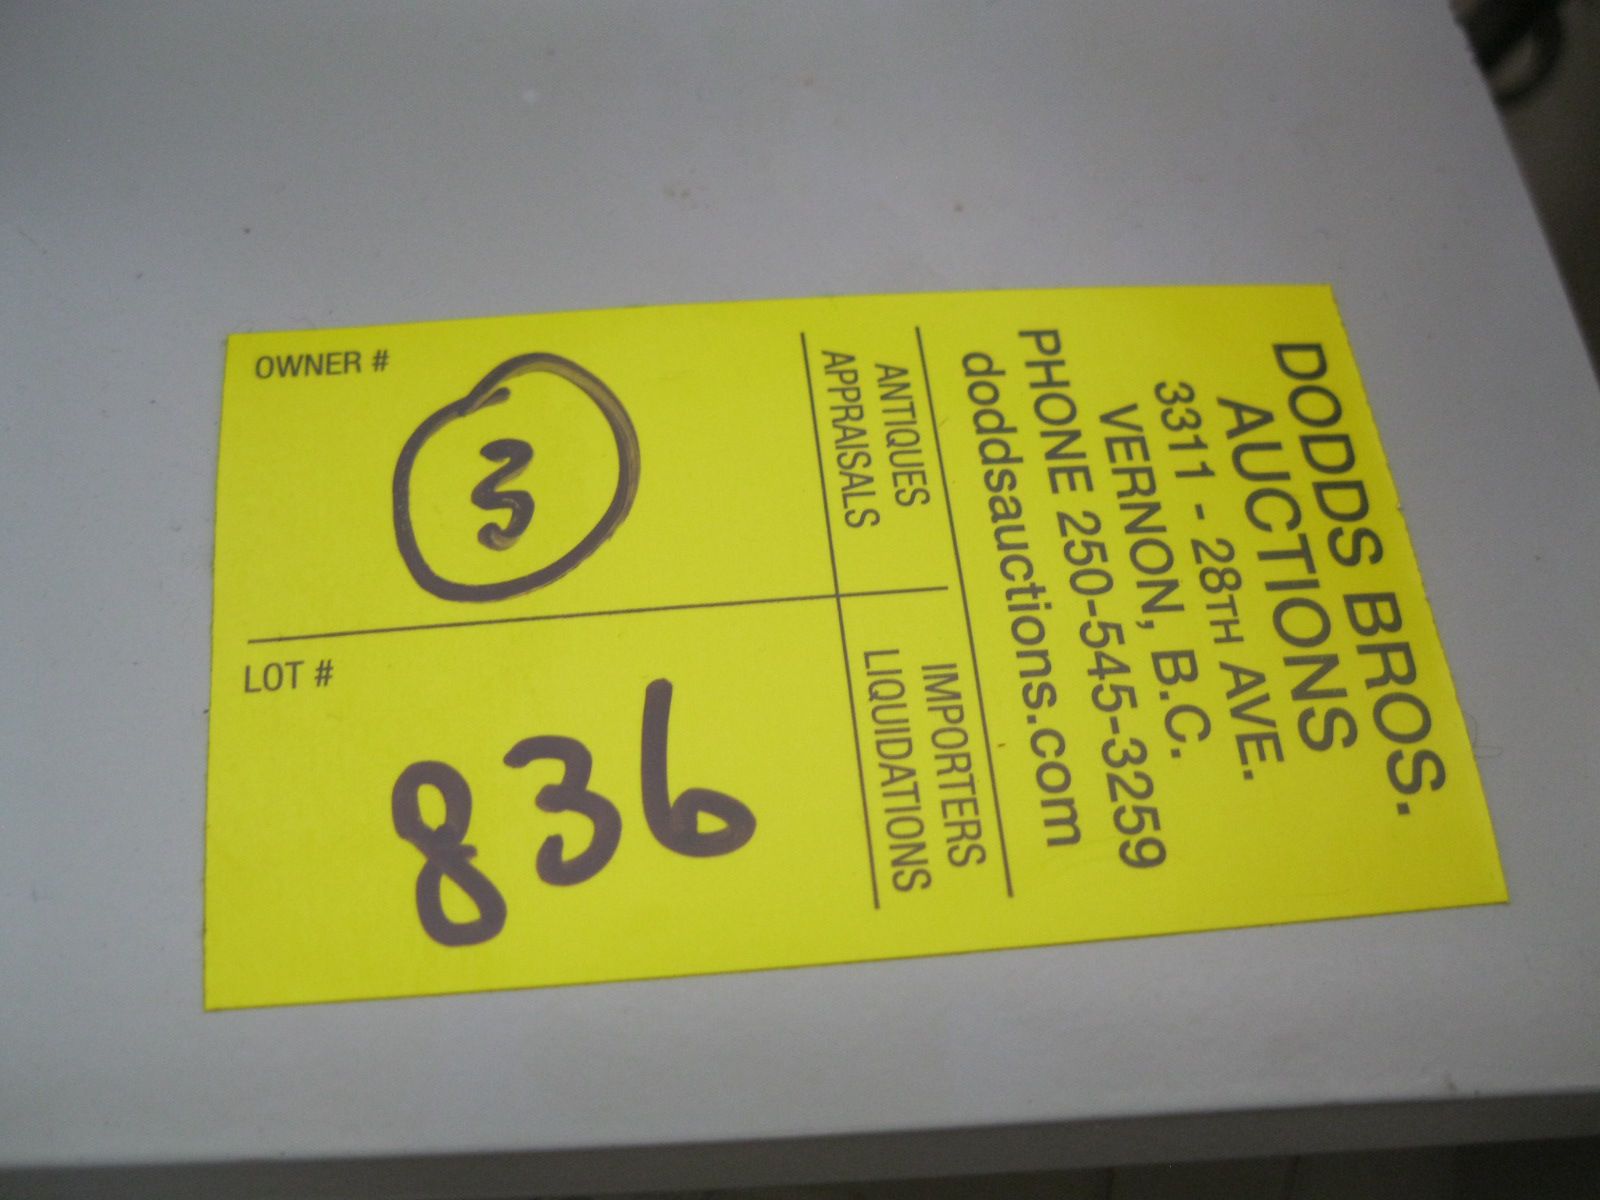 DODDS BROS.
AUCTIONS
3311 - 28TH AVE.
VERNON, B.C.
PHONE 250-545-3259
doddsauctions.com
ANTIQUES
APPRAISALS
IMPORTERS
LIQUIDATIONS
OWNER #
3
LOT #
836